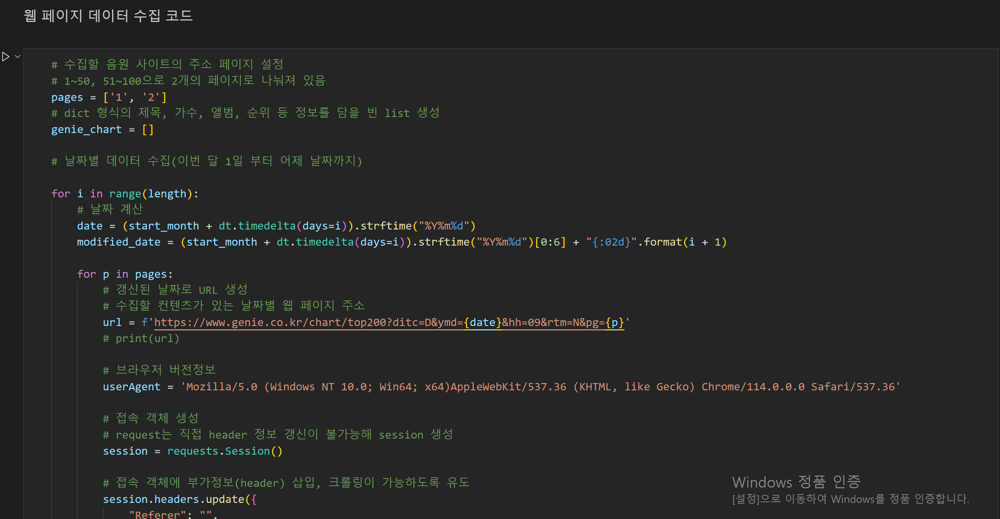 웹 페이지 데이터 수집 코드
# 수집할 음원 사이트의 주소 페이지 설정
# 1~50, 51~100으로 2개의 페이지로 나눠져 있음
pages = ['1', '2']
# dict 형식의 제목, 가수, 앨범, 순위 등 정보를 담을 빈 list 생성
genie_chart = []
# 날짜별 데이터 수집(이번 달 1일 부터 어제 날짜까지)
for i in range(length):
# 날짜 계산
date = (start_month + dt.timedelta(days=i)).strftime("%Y%m%d")
modified_date = (start_month + dt.timedelta(days=i)).strftime("%Y%m%d")[0:6] + "{:02d}".format(i + 1)
for p in pages:
# 갱신된 날짜로 URL 생성
# 수집할 컨텐츠가 있는 날짜별 웹 페이지 주소
url = f'https://www.genie.co.kr/chart/top200?ditc=D&ymd={date}&hh=09&rtm=N&pg={p}'
# print(url)
# 브라우저 버전정보
userAgent = 'Mozilla/5.0 (Windows NT 10.0; Win64; x64)AppleWebKit/537.36 (KHTML, like Gecko) Chrome/114.0.0.0 Safari/537.36'
# 접속 객체 생성
# request는 직접 header 정보 갱신이 불가능해 session 생성
session = requests.Session()
# 접속 객체에 부가정보(header) 삽입, 크롤링이 가능하도록 유도
session.headers.update({
"Referer": "",
Windows 정품 인증
[설정]으로 이동하여 Windows를 정품 인증합니다.